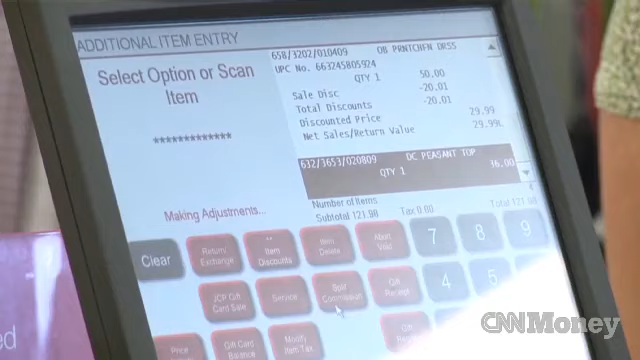 ADDITIONAL ITEM ENTRY
Select Option or Scan
Item
*************
Making Adjustments...
658/3202/010409 OB PRNTCHFN DRSS
UPC No. 663245805924
QTY 1 50.00
Sale Disc -20.01
Total Discounts -20.01
Discounted Price 29.99
Net Sales/Return Value 29.99
632/3653/020809 DC PEASANT TOP
QTY 1 36.00
Number of Items
Subtotal 121.98 Tax 0.00 Total 121.98
Clear
Return
Exchange
Item
Discounts
Item
Delete
Abort
Void
7 8 9
JCP Gift
Card Sale
Service
Split
Commission
Gift
Receipt
4 5
Price
Gift Card
Balance
Modify
Item Tax
Gift
ed
CNNMoney